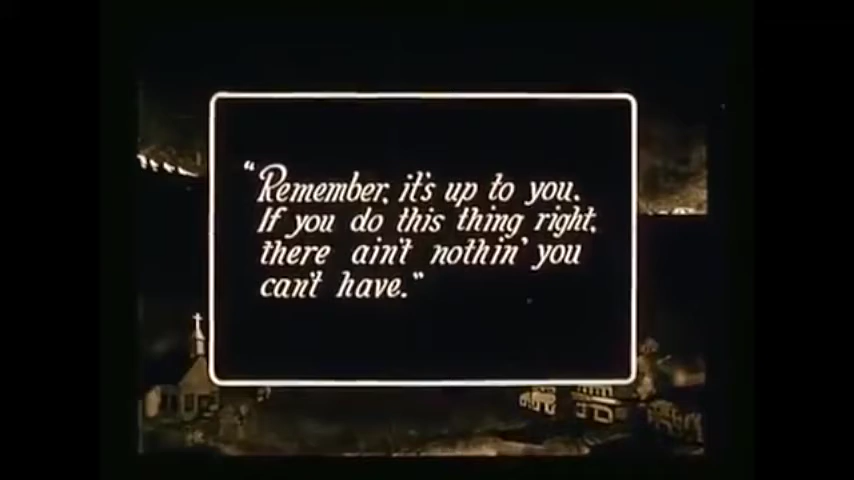 "Remember, it's up to you.
If you do this thing right,
there ain't nothin' you
can't have."